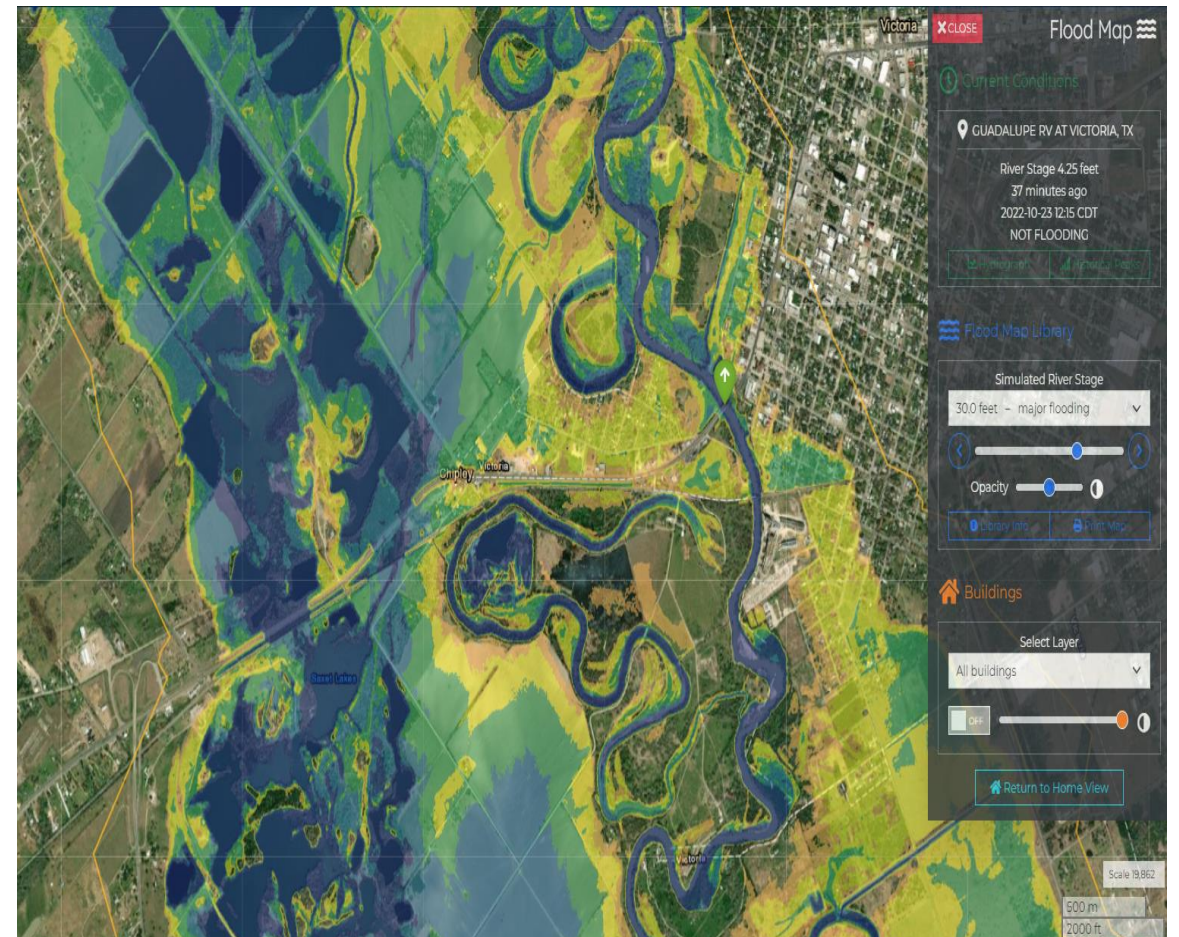 Victoria
CLOSE
Flood Map
Current Conditions
GUADALUPE RV AT VICTORIA, TX
River Stage 4.25 feet
37 minutes ago
2022-10-23 12:15 CDT
NOT FLOODING
Hydrograph
Flood Map Library
Simulated River Stage
30.0 feet - major flooding
Opacity
Library Info
Print Map
Buildings
Select Layer
All buildings
OFF
Return to Home View
Chipley
Victoria
Victoria
Scale 19,862
500 m
2000 ft